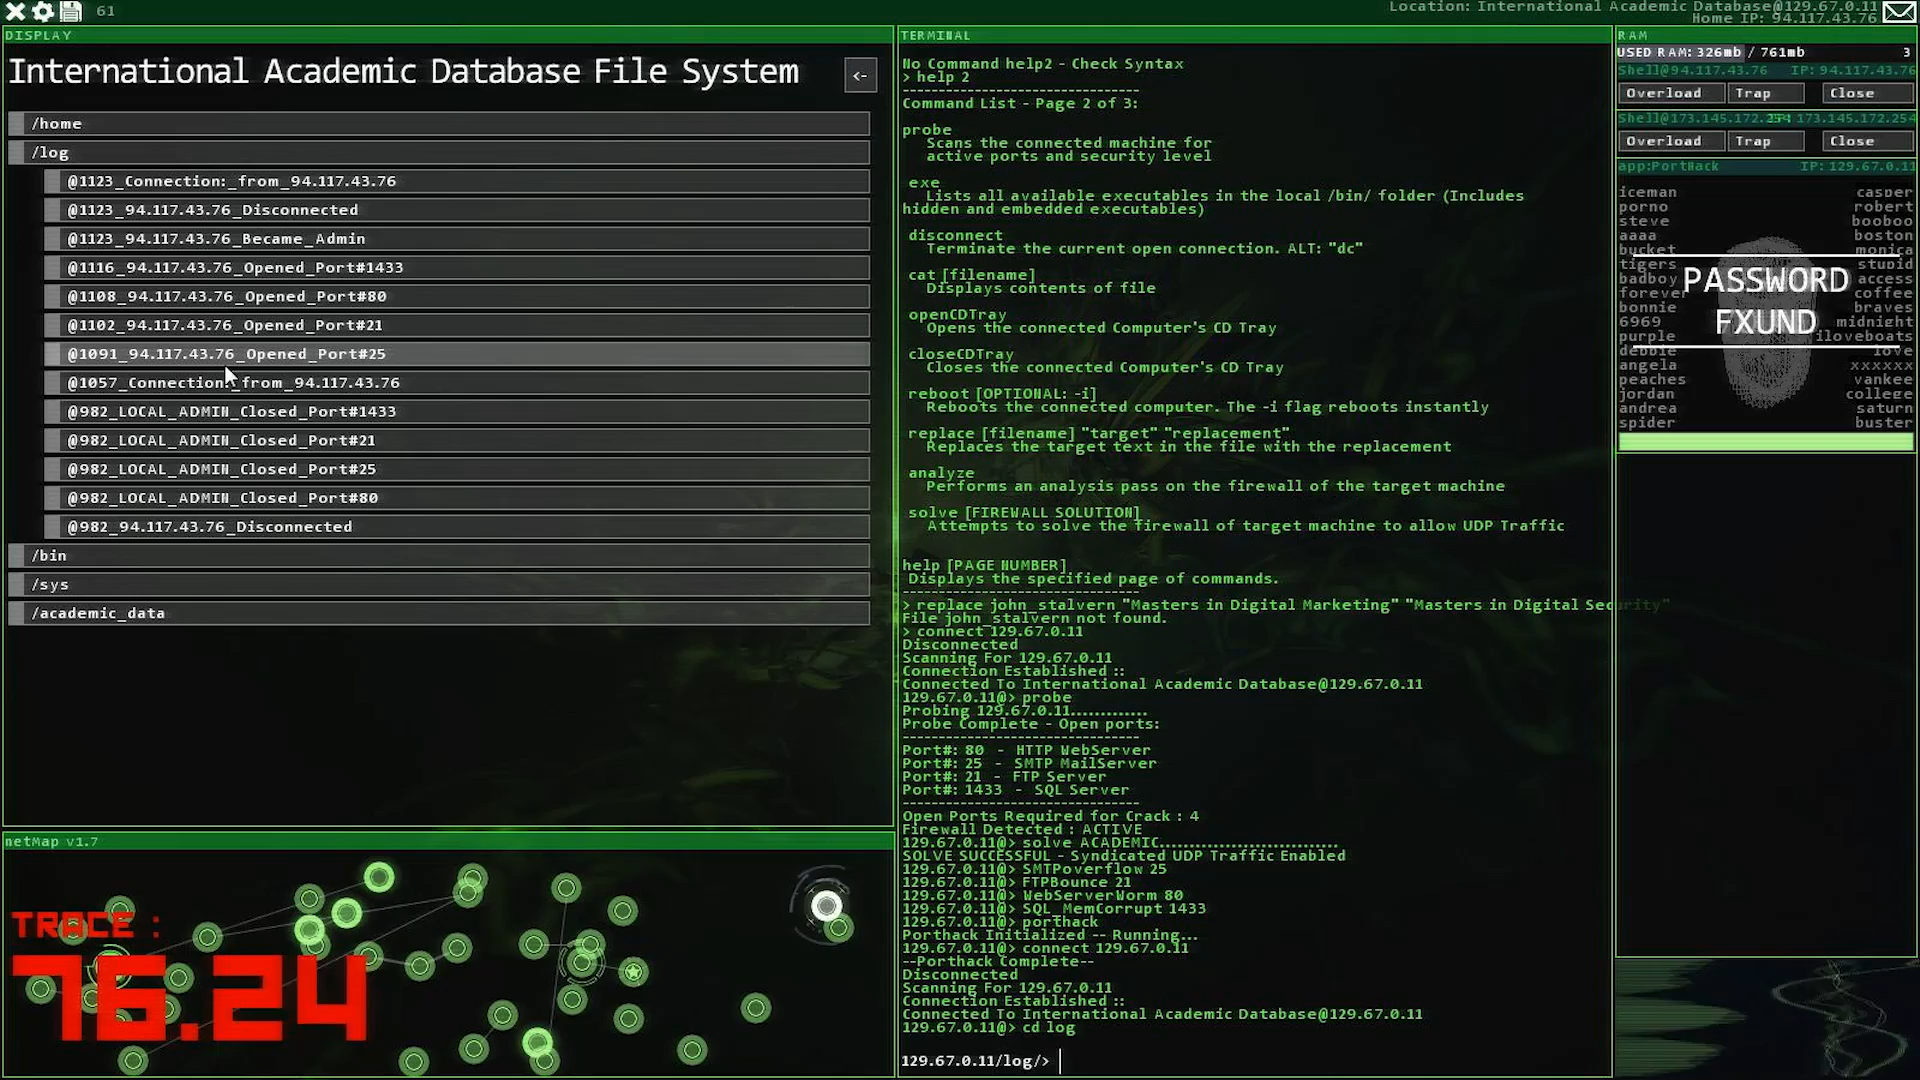 61
Location: International Academic Database@129.67.0.11
Home IP: 94.117.43.76
DISPLAY
International Academic Database File System
<-
/home
/log
@1123_Connection:_from_94.117.43.76
@1123_94.117.43.76_Disconnected
@1123_94.117.43.76_Became_Admin
@1116_94.117.43.76_Opened_Port#1433
@1108_94.117.43.76_Opened_Port#80
@1102_94.117.43.76_Opened_Port#21
@1091_94.117.43.76_Opened_Port#25
@1057_Connection:_from_94.117.43.76
@982_LOCAL_ADMIN_Closed_Port#1433
@982_LOCAL_ADMIN_Closed_Port#21
@982_LOCAL_ADMIN_Closed_Port#25
@982_LOCAL_ADMIN_Closed_Port#80
@982_94.117.43.76_Disconnected
/bin
/sys
/academic_data
netMap v1.7
TRACE :
76.24
TERMINAL
No Command help2 - Check Syntax
> help 2
---------------------------------
Command List - Page 2 of 3:
probe
Scans the connected machine for
active ports and security level
exe
Lists all available executables in the local /bin/ folder (Includes
hidden and embedded executables)
disconnect
Terminate the current open connection. ALT: "dc"
cat [filename]
Displays contents of file
openCDTray
Opens the connected Computer's CD Tray
closeCDTray
Closes the connected Computer's CD Tray
reboot [OPTIONAL: -i]
Reboots the connected computer. The -i flag reboots instantly
replace [filename] "target" "replacement"
Replaces the target text in the file with the replacement
analyze
Performs an analysis pass on the firewall of the target machine
solve [FIREWALL SOLUTION]
Attempts to solve the firewall of target machine to allow UDP Traffic
help [PAGE NUMBER]
Displays the specified page of commands.
---------------------------------
> replace john_stalvern "Masters in Digital Marketing" "Masters in Digital Security"
File john_stalvern not found.
> connect 129.67.0.11
Disconnected
Scanning For 129.67.0.11
Connection Established ::
Connected To International Academic Database@129.67.0.11
129.67.0.11@> probe
Probing 129.67.0.11.............
Probe Complete - Open ports:
---------------------------------
Port#: 80 - HTTP WebServer
Port#: 25 - SMTP MailServer
Port#: 21 - FTP Server
Port#: 1433 - SQL Server
---------------------------------
Open Ports Required for Crack : 4
Firewall Detected : ACTIVE
129.67.0.11@> solve ACADEMIC.............................
SOLVE SUCCESSFUL - Syndicated UDP Traffic Enabled
129.67.0.11@> SMTPoverflow 25
129.67.0.11@> FTPBounce 21
129.67.0.11@> WebServerWorm 80
129.67.0.11@> SQL_MemCorrupt 1433
129.67.0.11@> porthack
Porthack Initialized -- Running...
129.67.0.11@> connect 129.67.0.11
--Porthack Complete--
Disconnected
Scanning For 129.67.0.11
Connection Established ::
Connected To International Academic Database@129.67.0.11
129.67.0.11@> cd log
129.67.0.11/log/>
RAM
USED RAM: 326mb / 761mb 3
Shell@94.117.43.76 IP: 94.117.43.76
Overload Trap Close
Shell@173.145.172.254 IP: 173.145.172.254
Overload Trap Close
app:PortHack IP: 129.67.0.11
iceman casper
porno robert
steve booboo
aaaa boston
bucket monica
tigers stupid
badboy access
forever coffee
bonnie braves
6969 midnight
purple iloveboats
debbie love
angela xxxxxx
peaches yankee
jordan college
andrea saturn
spider buster
PASSWORD
FXUND